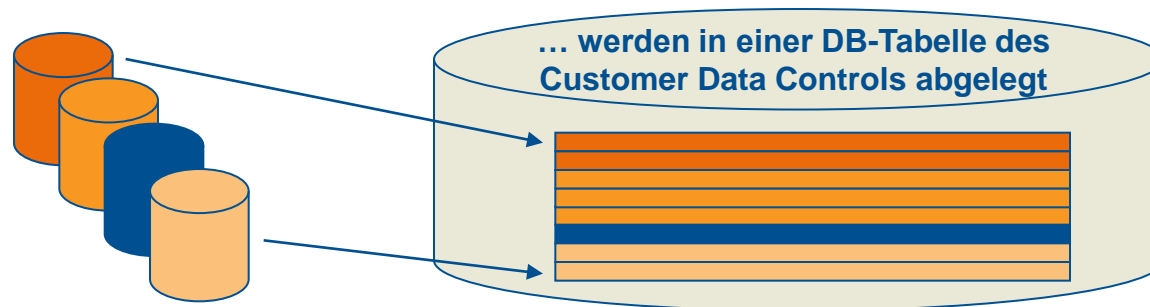 … werden in einer DB-Tabelle des
Customer Data Controls abgelegt